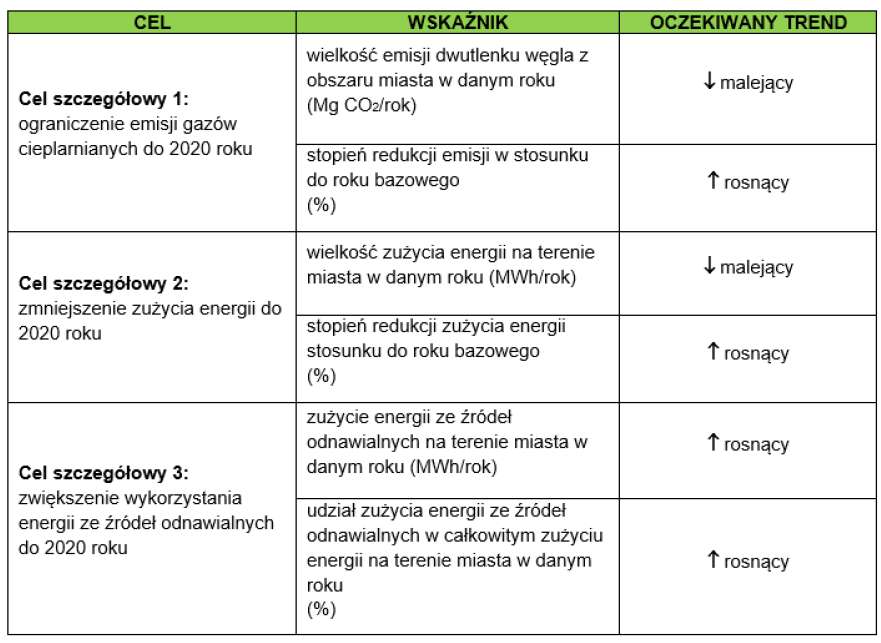 CEL
WSKAŹNIK
OCZEKIWANY TREND
Cel szczegółowy 1:
ograniczenie emisji gazów
cieplarnianych do 2020 roku
wielkość emisji dwutlenku węgla z
obszaru miasta w danym roku
(Mg CO2/rok)
↓ malejący
stopień redukcji emisji w stosunku
do roku bazowego
(%)
↑ rosnący
Cel szczegółowy 2:
zmniejszenie zużycia energii do
2020 roku
wielkość zużycia energii na terenie
miasta w danym roku (MWh/rok)
↓ malejący
stopień redukcji zużycia energii
stosunku do roku bazowego
(%)
↑ rosnący
Cel szczegółowy 3:
zwiększenie wykorzystania
energii ze źródeł odnawialnych
do 2020 roku
zużycie energii ze źródeł
odnawialnych na terenie miasta w
danym roku (MWh/rok)
↑ rosnący
udział zużycia energii ze źródeł
odnawialnych w całkowitym zużyciu
energii na terenie miasta w danym
roku
(%)
↑ rosnący